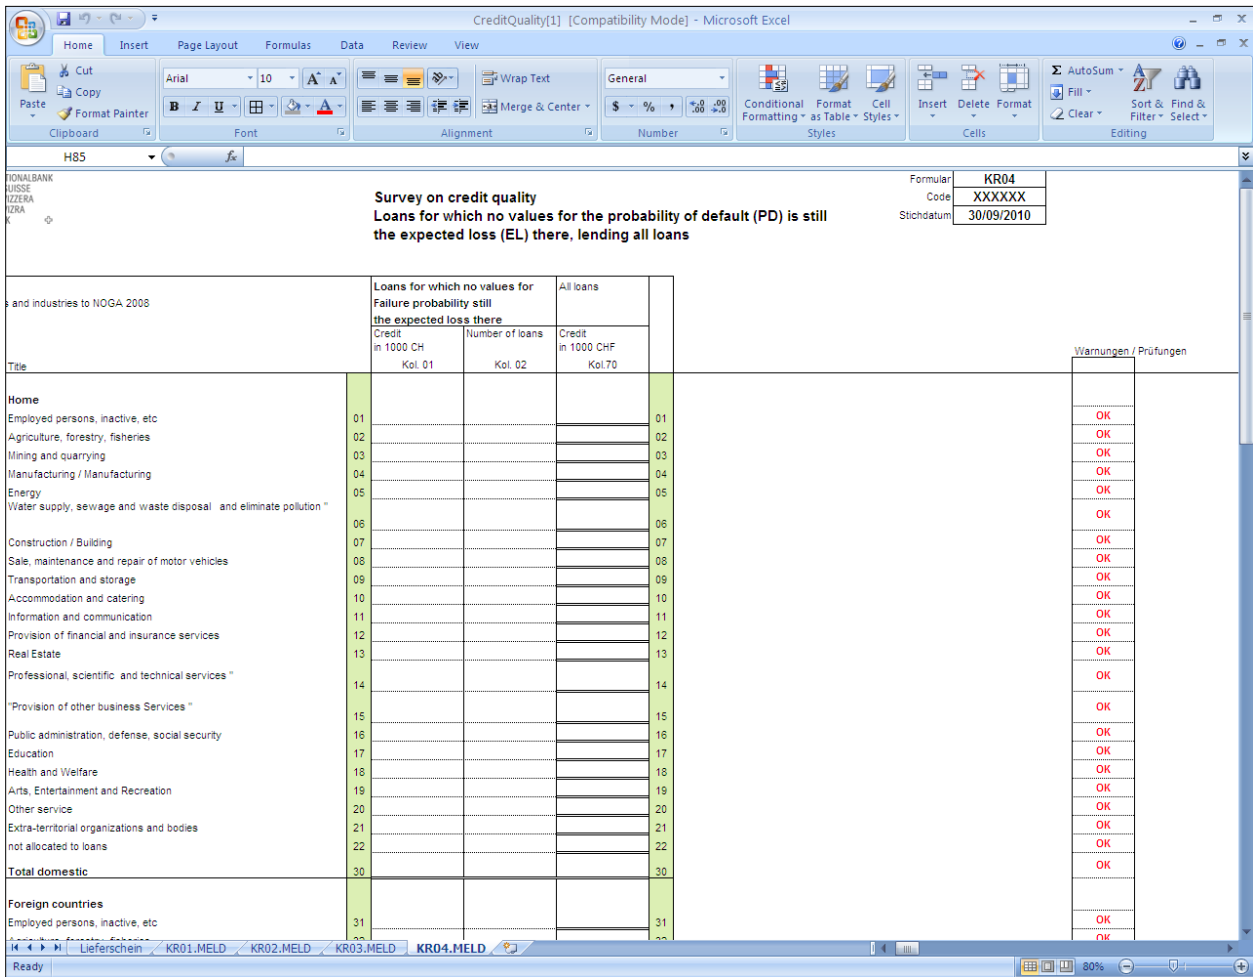 CreditQuality[1] [Compatibility Mode] - Microsoft Excel
Home Insert Page Layout Formulas Data Review View
Paste
Cut
Copy
Format Painter
Clipboard
Arial 10 A A
B I U A
Font
Wrap Text
Merge & Center
Alignment
General
$ % , .0 .00 .00 .0
Number
Conditional Formatting
Format as Table
Cell Styles
Styles
Insert Delete Format
Cells
Σ AutoSum
Fill
Clear
Sort & Filter
Find & Select
Editing
H85 fx
TIONALBANK
SUISSE
IZZERA
IZRA
K
Survey on credit quality
Loans for which no values for the probability of default (PD) is still
the expected loss (EL) there, lending all loans
Formular KR04
Code XXXXXX
Stichdatum 30/09/2010
s and industries to NOGA 2008
Loans for which no values for
Failure probability still
the expected loss there
All loans
Credit
in 1000 CH
Number of loans
Credit
in 1000 CHF
Warnungen / Prüfungen
Title Kol. 01 Kol. 02 Kol.70
Home
Employed persons, inactive, etc 01 01 OK
Agriculture, forestry, fisheries 02 02 OK
Mining and quarrying 03 03 OK
Manufacturing / Manufacturing 04 04 OK
Energy 05 05 OK
Water supply, sewage and waste disposal and eliminate pollution " 06 06 OK
Construction / Building 07 07 OK
Sale, maintenance and repair of motor vehicles 08 08 OK
Transportation and storage 09 09 OK
Accommodation and catering 10 10 OK
Information and communication 11 11 OK
Provision of financial and insurance services 12 12 OK
Real Estate 13 13 OK
Professional, scientific and technical services " 14 14 OK
"Provision of other business Services " 15 15 OK
Public administration, defense, social security 16 16 OK
Education 17 17 OK
Health and Welfare 18 18 OK
Arts, Entertainment and Recreation 19 19 OK
Other service 20 20 OK
Extra-territorial organizations and bodies 21 21 OK
not allocated to loans 22 22 OK
Total domestic 30 30 OK
Foreign countries
Employed persons, inactive, etc 31 31 OK
Lieferschein KR01.MELD KR02.MELD KR03.MELD KR04.MELD
Ready 80%